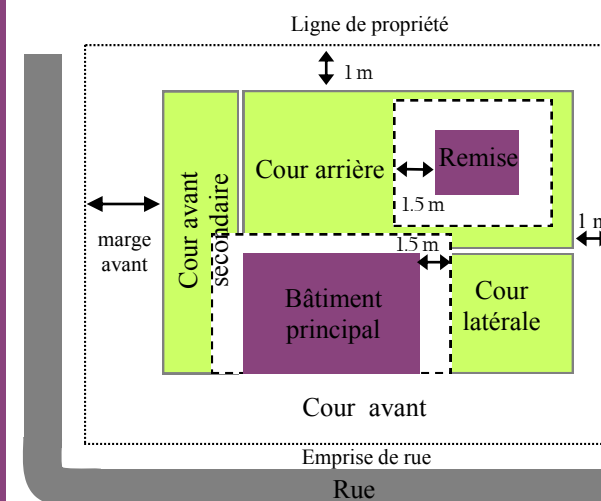 Ligne de propriété
1 m
Cour arrière
Remise
1.5 m
Cour avant
secondaire
marge
avant
1 m
1.5 m
Bâtiment
principal
Cour
latérale
Cour avant
Emprise de rue
Rue